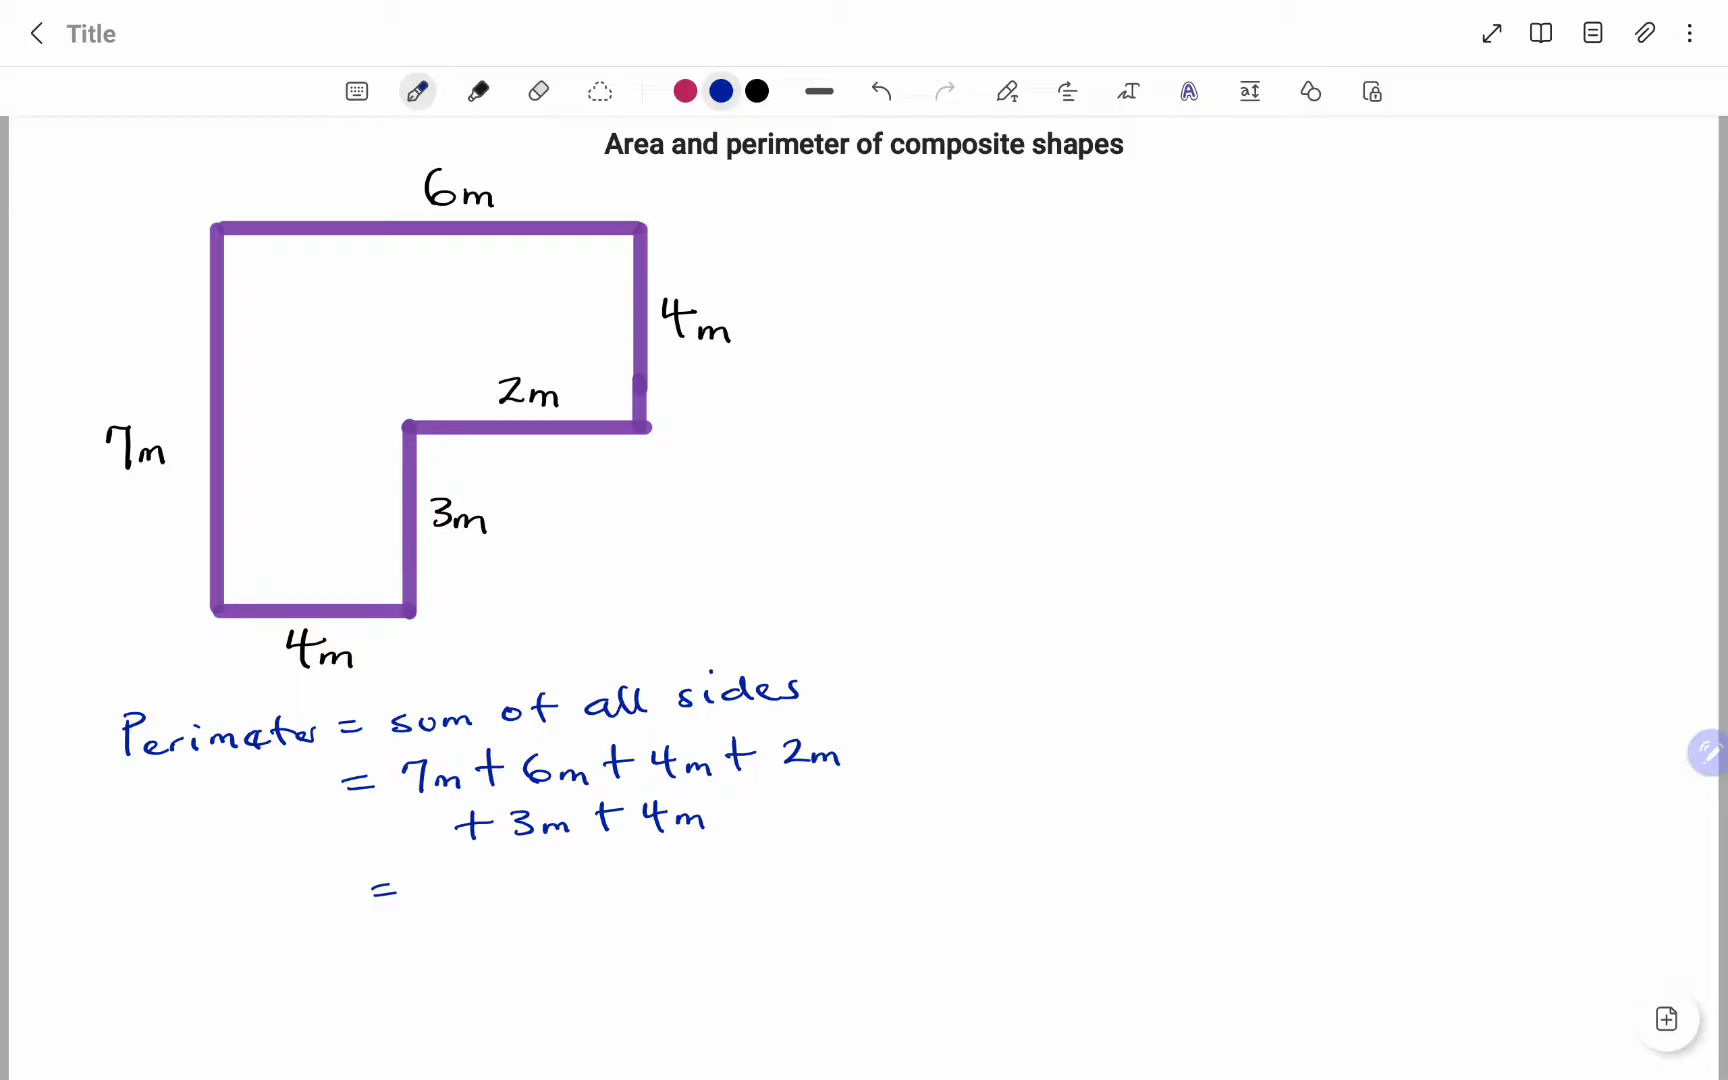 Title
Area and perimeter of composite shapes
6m
4m
2m
7m
3m
4m
Perimeter = sum of all sides
= 7m + 6m + 4m + 2m
+ 3m + 4m
=